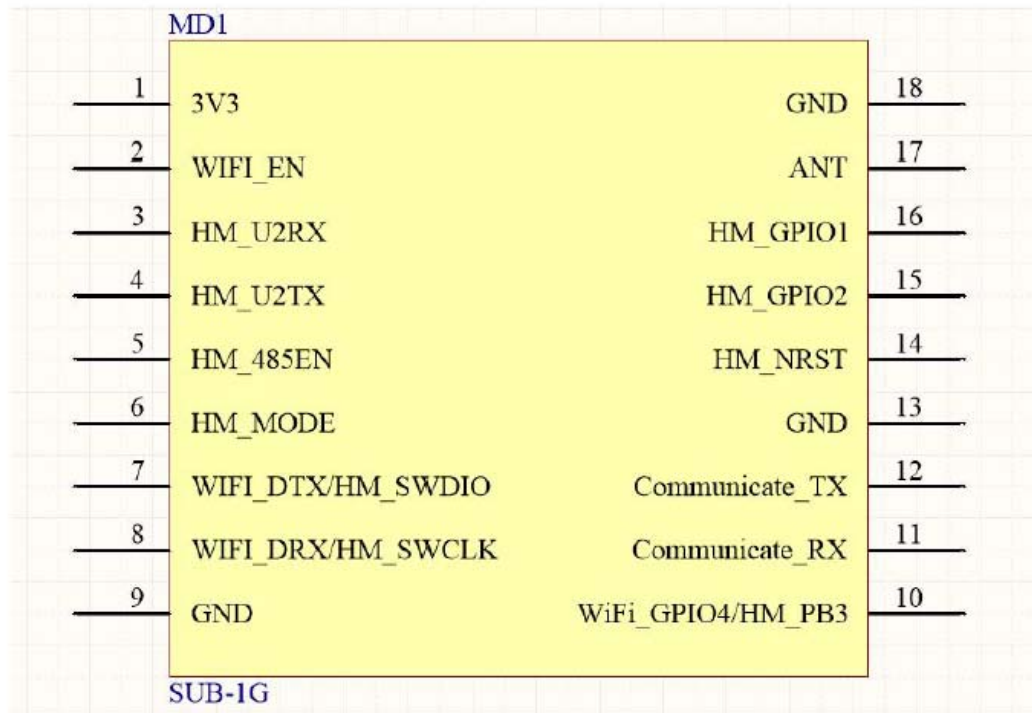 MD1
1 3V3 GND 18
2 WIFI_EN ANT 17
3 HM_U2RX HM_GPIO1 16
4 HM_U2TX HM_GPIO2 15
5 HM_485EN HM_NRST 14
6 HM_MODE GND 13
7 WIFI_DTX/HM_SWDIO Communicate_TX 12
8 WIFI_DRX/HM_SWCLK Communicate_RX 11
9 GND WiFi_GPIO4/HM_PB3 10
SUB-1G